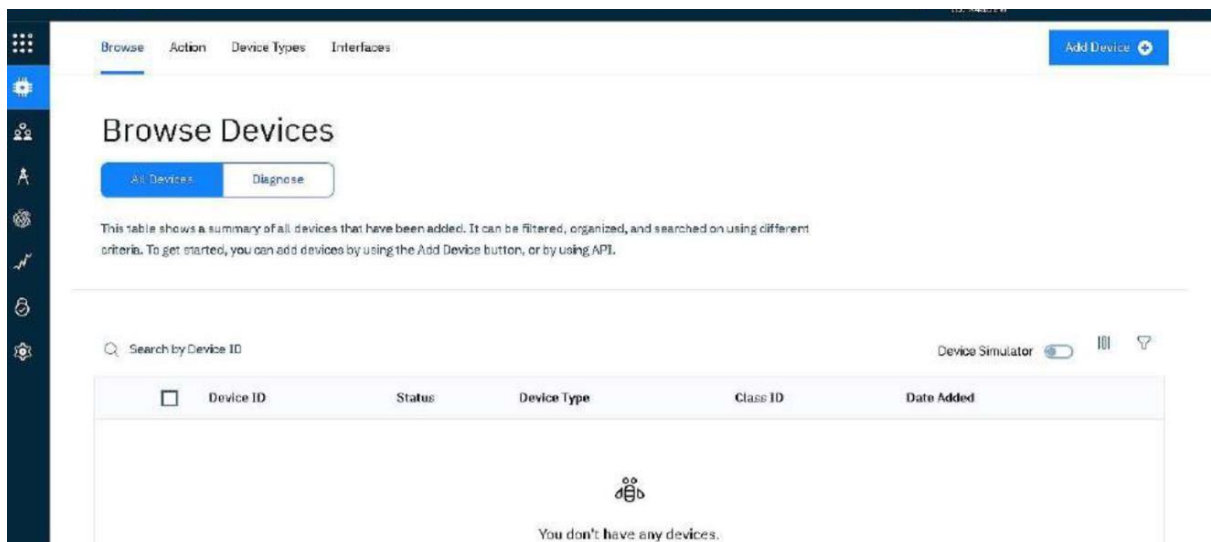 Browse Action Device Types Interfaces
Add Device
Browse Devices
All Devices Diagnose
This table shows a summary of all devices that have been added. It can be filtered, organized, and searched on using different
criteria. To get started, you can add devices by using the Add Device button, or by using API.
Search by Device ID
Device Simulator
Device ID Status Device Type Class ID Date Added
You don't have any devices.